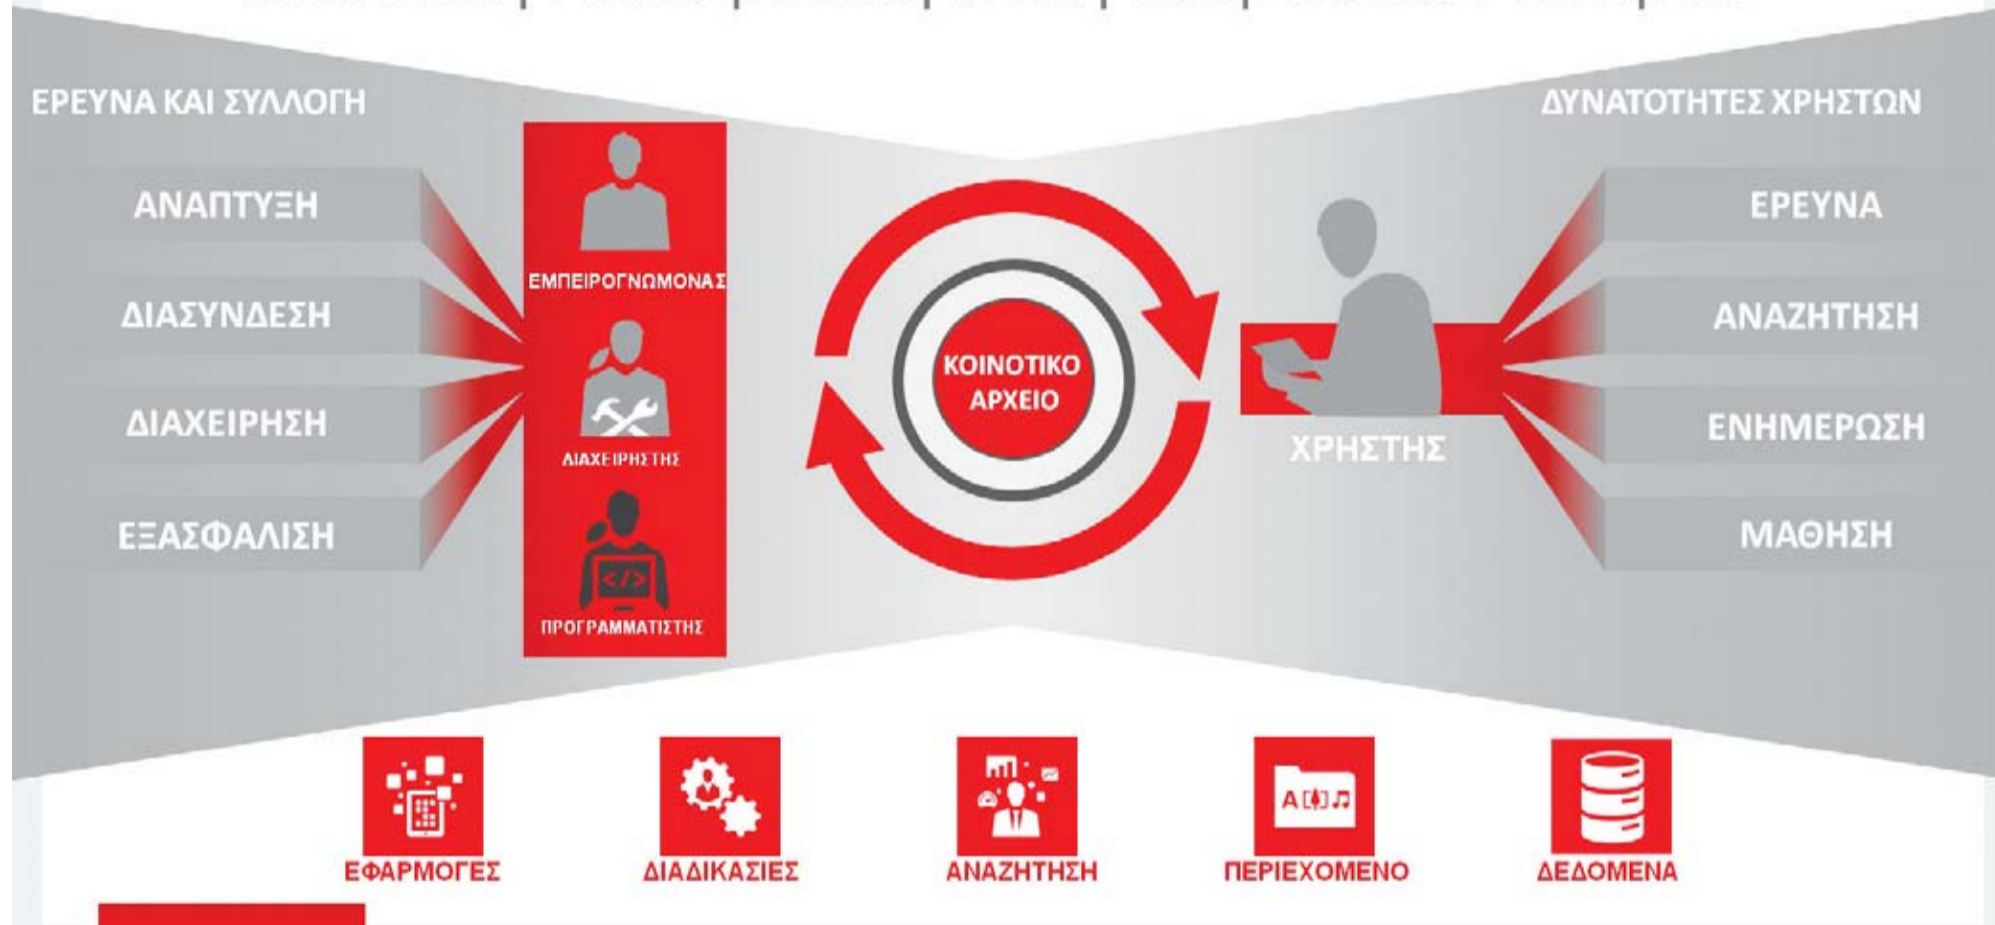 ΕΡΕΥΝΑ ΚΑΙ ΣΥΛΛΟΓΗ
ΑΝΑΠΤΥΞΗ
ΔΙΑΣΥΝΔΕΣΗ
ΔΙΑΧΕΙΡΗΣΗ
ΕΞΑΣΦΑΛΙΣΗ
ΕΜΠΕΙΡΟΓΝΩΜΟΝΑΣ
ΔΙΑΧΕΙΡΗΣΤΗΣ
</>
ΠΡΟΓΡΑΜΜΑΤΙΣΤΗΣ
ΚΟΙΝΟΤΙΚΟ
ΑΡΧΕΙΟ
ΧΡΗΣΤΗΣ
ΔΥΝΑΤΟΤΗΤΕΣ ΧΡΗΣΤΩΝ
ΕΡΕΥΝΑ
ΑΝΑΖΗΤΗΣΗ
ΕΝΗΜΕΡΩΣΗ
ΜΑΘΗΣΗ
ΕΦΑΡΜΟΓΕΣ
ΔΙΑΔΙΚΑΣΙΕΣ
ΑΝΑΖΗΤΗΣΗ
ΠΕΡΙΕΧΟΜΕΝΟ
ΔΕΔΟΜΕΝΑ